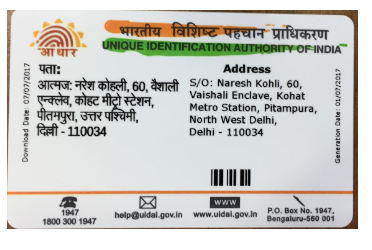 भारतीय विशिष्ट पहचान प्राधिकरण
UNIQUE IDENTIFICATION AUTHORITY OF INDIA
आधार
पता:
आत्मज: नरेश कोहली, 60, वैशाली
एन्क्लेव, कोहट मीट्रो स्टेशन,
पीतमपुरा, उत्तर पश्चिमी,
दिल्ली - 110034
Address
S/O: Naresh Kohli, 60,
Vaishali Enclave, Kohat
Metro Station, Pitampura,
North West Delhi,
Delhi - 110034
Download Date: 07/07/2017
Generation Date: 01/07/2017
1947
1800 300 1947
help@uidai.gov.in
www
www.uidai.gov.in
P.O. Box No. 1947,
Bengaluru-560 001